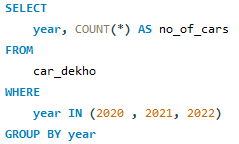 SELECT
year, COUNT(*) AS no_of_cars
FROM
car_dekho
WHERE
year IN (2020 , 2021, 2022)
GROUP BY year